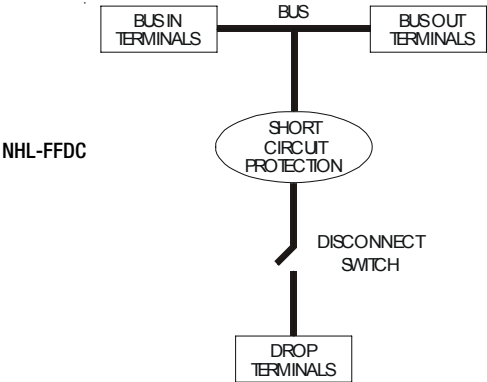 BUS IN
TERMINALS
BUS
BUS OUT
TERMINALS
SHORT
CIRCUIT
PROTECTION
NHL-FFDC
DISCONNECT
SWITCH
DROP
TERMINALS